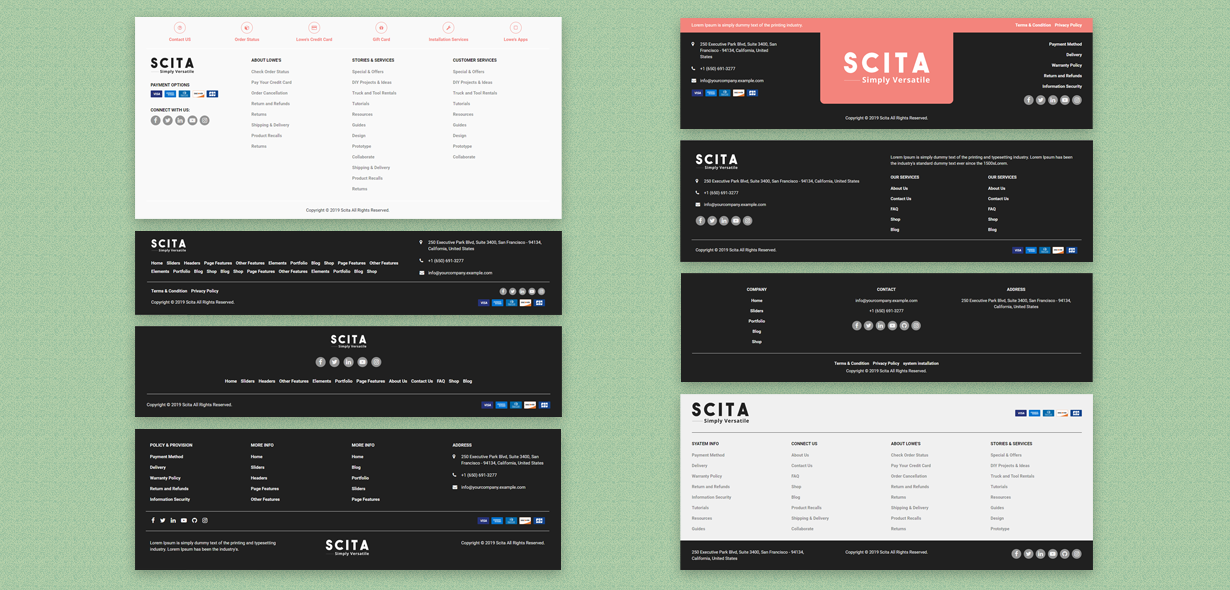 Contact US
Order Status
Lowe's Credit Card
Gift Card
Installation Services
Lowe's Apps
SCITA
Simply Versatile
PAYMENT OPTIONS
CONNECT WITH US:
ABOUT LOWE'S
Check Order Status
Pay Your Credit Card
Order Cancellation
Return and Refunds
Returns
Shipping & Delivery
Product Recalls
Returns
STORIES & SERVICES
Special & Offers
DIY Projects & Ideas
Truck and Tool Rentals
Tutorials
Resources
Guides
Design
Prototype
Collaborate
Shipping & Delivery
Product Recalls
Returns
CUSTOMER SERVICES
Special & Offers
DIY Projects & Ideas
Truck and Tool Rentals
Tutorials
Resources
Guides
Design
Prototype
Collaborate
Copyright © 2019 Scita All Rights Reserved.
SCITA
Simply Versatile
Home Sliders Headers Page Features Other Features Elements Portfolio Blog Shop Page Features Other Features
Elements Portfolio Blog Shop Blog Shop Page Features Other Features Elements Portfolio Blog Shop
250 Executive Park Blvd, Suite 3400, San Francisco - 94134,
California, United States
+1 (650) 691-3277
info@yourcompany.example.com
Terms & Condition Privacy Policy
Copyright © 2019 Scita All Rights Reserved.
SCITA
Simply Versatile
Home Sliders Headers Other Features Elements Portfolio Page Features About Us Contact Us FAQ Shop Blog
Copyright © 2019 Scita All Rights Reserved.
POLICY & PROVISION
Payment Method
Delivery
Warranty Policy
Return and Refunds
Information Security
MORE INFO
Home
Sliders
Headers
Page Features
Other Features
MORE INFO
Home
Blog
Portfolio
Sliders
Page Features
ADDRESS
250 Executive Park Blvd, Suite 3400, San
Francisco - 94134, California, United States
+1 (650) 691-3277
info@yourcompany.example.com
Lorem Ipsum is simply dummy text of the printing and typesetting
industry. Lorem Ipsum has been the industry's.
SCITA
Simply Versatile
Copyright © 2019 Scita All Rights Reserved.
Lorem Ipsum is simply dummy text of the printing industry.
Terms & Condition Privacy Policy
250 Executive Park Blvd, Suite 3400, San
Francisco - 94134, California, United
States
+1 (650) 691-3277
info@yourcompany.example.com
SCITA
Simply Versatile
Payment Method
Delivery
Warranty Policy
Return and Refunds
Information Security
Copyright © 2019 Scita All Rights Reserved.
SCITA
Simply Versatile
250 Executive Park Blvd, Suite 3400, San Francisco - 94134, California, United States
+1 (650) 691-3277
info@yourcompany.example.com
Lorem Ipsum is simply dummy text of the printing and typesetting industry. Lorem Ipsum has been
the industry's standard dummy text ever since the 1500sLorem.
OUR SERVICES
About Us
Contact Us
FAQ
Shop
Blog
OUR SERVICES
About Us
Contact Us
FAQ
Shop
Blog
Copyright © 2019 Scita All Rights Reserved.
COMPANY
Home
Sliders
Portfolio
Blug
Shop
CONTACT
info@yourcompany.example.com
+1 (650) 691-3277
ADDRESS
250 Executive Park Blvd, Suite 3400, San Francisco - 94134, California,
United States
Terms & Condition Privacy Policy system installation
Copyright © 2019 Scita All Rights Reserved.
SCITA
Simply Versatile
SYATEM INFO
Payment Method
Delivery
Warranty Policy
Return and Refunds
Information Security
Tutorials
Resources
Guides
CONNECT US
About Us
Contact Us
FAQ
Shop
Blog
Product Recalls
Shipping & Delivery
Collaborate
ABOUT LOWE'S
Check Order Status
Pay Your Credit Card
Order Cancellation
Return and Refunds
Returns
Shipping & Delivery
Product Recalls
Returns
STORIES & SERVICES
Special & Offers
DIY Projects & Ideas
Truck and Tool Rentals
Tutorials
Resources
Guides
Design
Prototype
250 Executive Park Blvd, Suite 3400, San Francisco - 94134,
California, United States
Copyright © 2019 Scita All Rights Reserved.